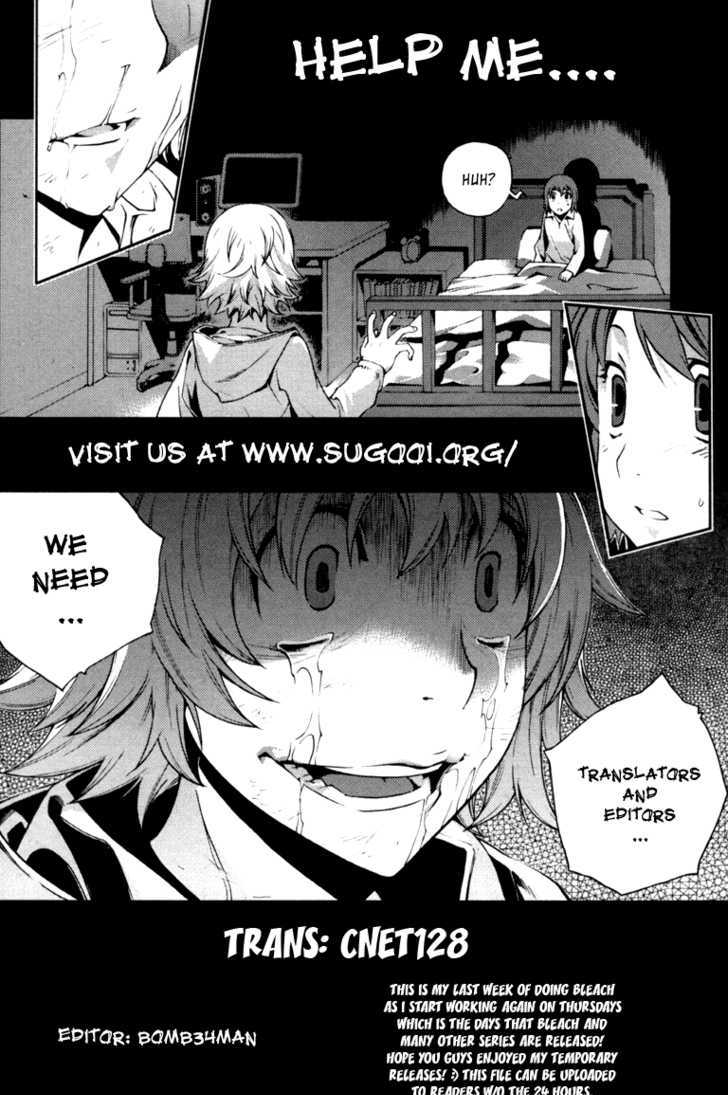 HELP ME....
HUH?
VISIT US AT WWW.SUGOOI.ORG/
WE
NEED
...
TRANSLATORS
AND
EDITORS
...
TRANS: CNET128
THIS IS MY LAST WEEK OF DOING BLEACH
AS I START WORKING AGAIN ON THURSDAYS
WHICH IS THE DAYS THAT BLEACH AND
MANY OTHER SERIES ARE RELEASED!
HOPE YOU GUYS ENJOYED MY TEMPORARY
RELEASES! :) THIS FILE CAN BE UPLOADED
TO READERS W/O THE 24 HOURS
EDITOR: BOMB34MAN